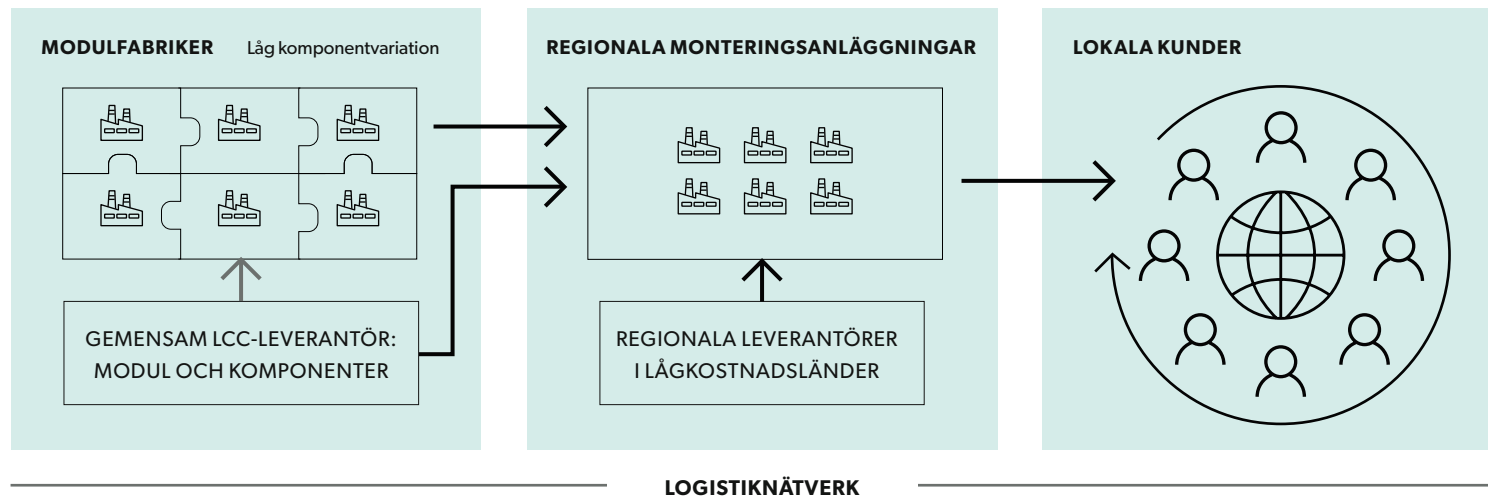 MODULFABRIKER Låg komponentvariation
GEMENSAM LCC-LEVERANTÖR:
MODUL OCH KOMPONENTER
REGIONALA MONTERINGSANLÄGGNINGAR
REGIONALA LEVERANTÖRER
I LÅGKOSTNADSLÄNDER
LOKALA KUNDER
LOGISTIKNÄTVERK